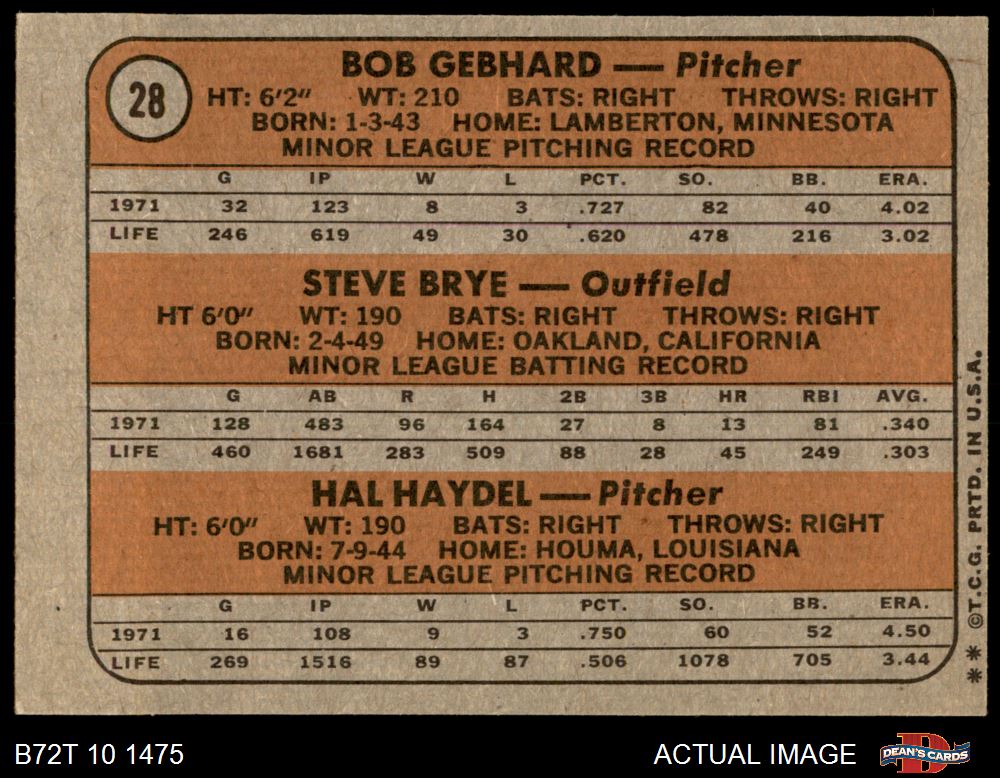 28
BOB GEBHARD — Pitcher
HT: 6'2" WT: 210 BATS: RIGHT THROWS: RIGHT
BORN: 1-3-43 HOME: LAMBERTON, MINNESOTA
MINOR LEAGUE PITCHING RECORD
G IP W L PCT. SO. BB. ERA.
1971 32 123 8 3 .727 82 40 4.02
LIFE 246 619 49 30 .620 478 216 3.02
STEVE BRYE — Outfield
HT 6'0" WT: 190 BATS: RIGHT THROWS: RIGHT
BORN: 2-4-49 HOME: OAKLAND, CALIFORNIA
MINOR LEAGUE BATTING RECORD
G AB R H 2B 3B HR RBI AVG.
1971 128 483 96 164 27 8 13 81 .340
LIFE 460 1681 283 509 88 28 45 249 .303
HAL HAYDEL — Pitcher
HT: 6'0" WT: 190 BATS: RIGHT THROWS: RIGHT
BORN: 7-9-44 HOME: HOUMA, LOUISIANA
MINOR LEAGUE PITCHING RECORD
G IP W L PCT. SO. BB. ERA.
1971 16 108 9 3 .750 60 52 4.50
LIFE 269 1516 89 87 .506 1078 705 3.44
** ©T.C.G. PRTD. IN U.S.A.
B72T 10 1475 ACTUAL IMAGE
D
DEAN'S CARDS